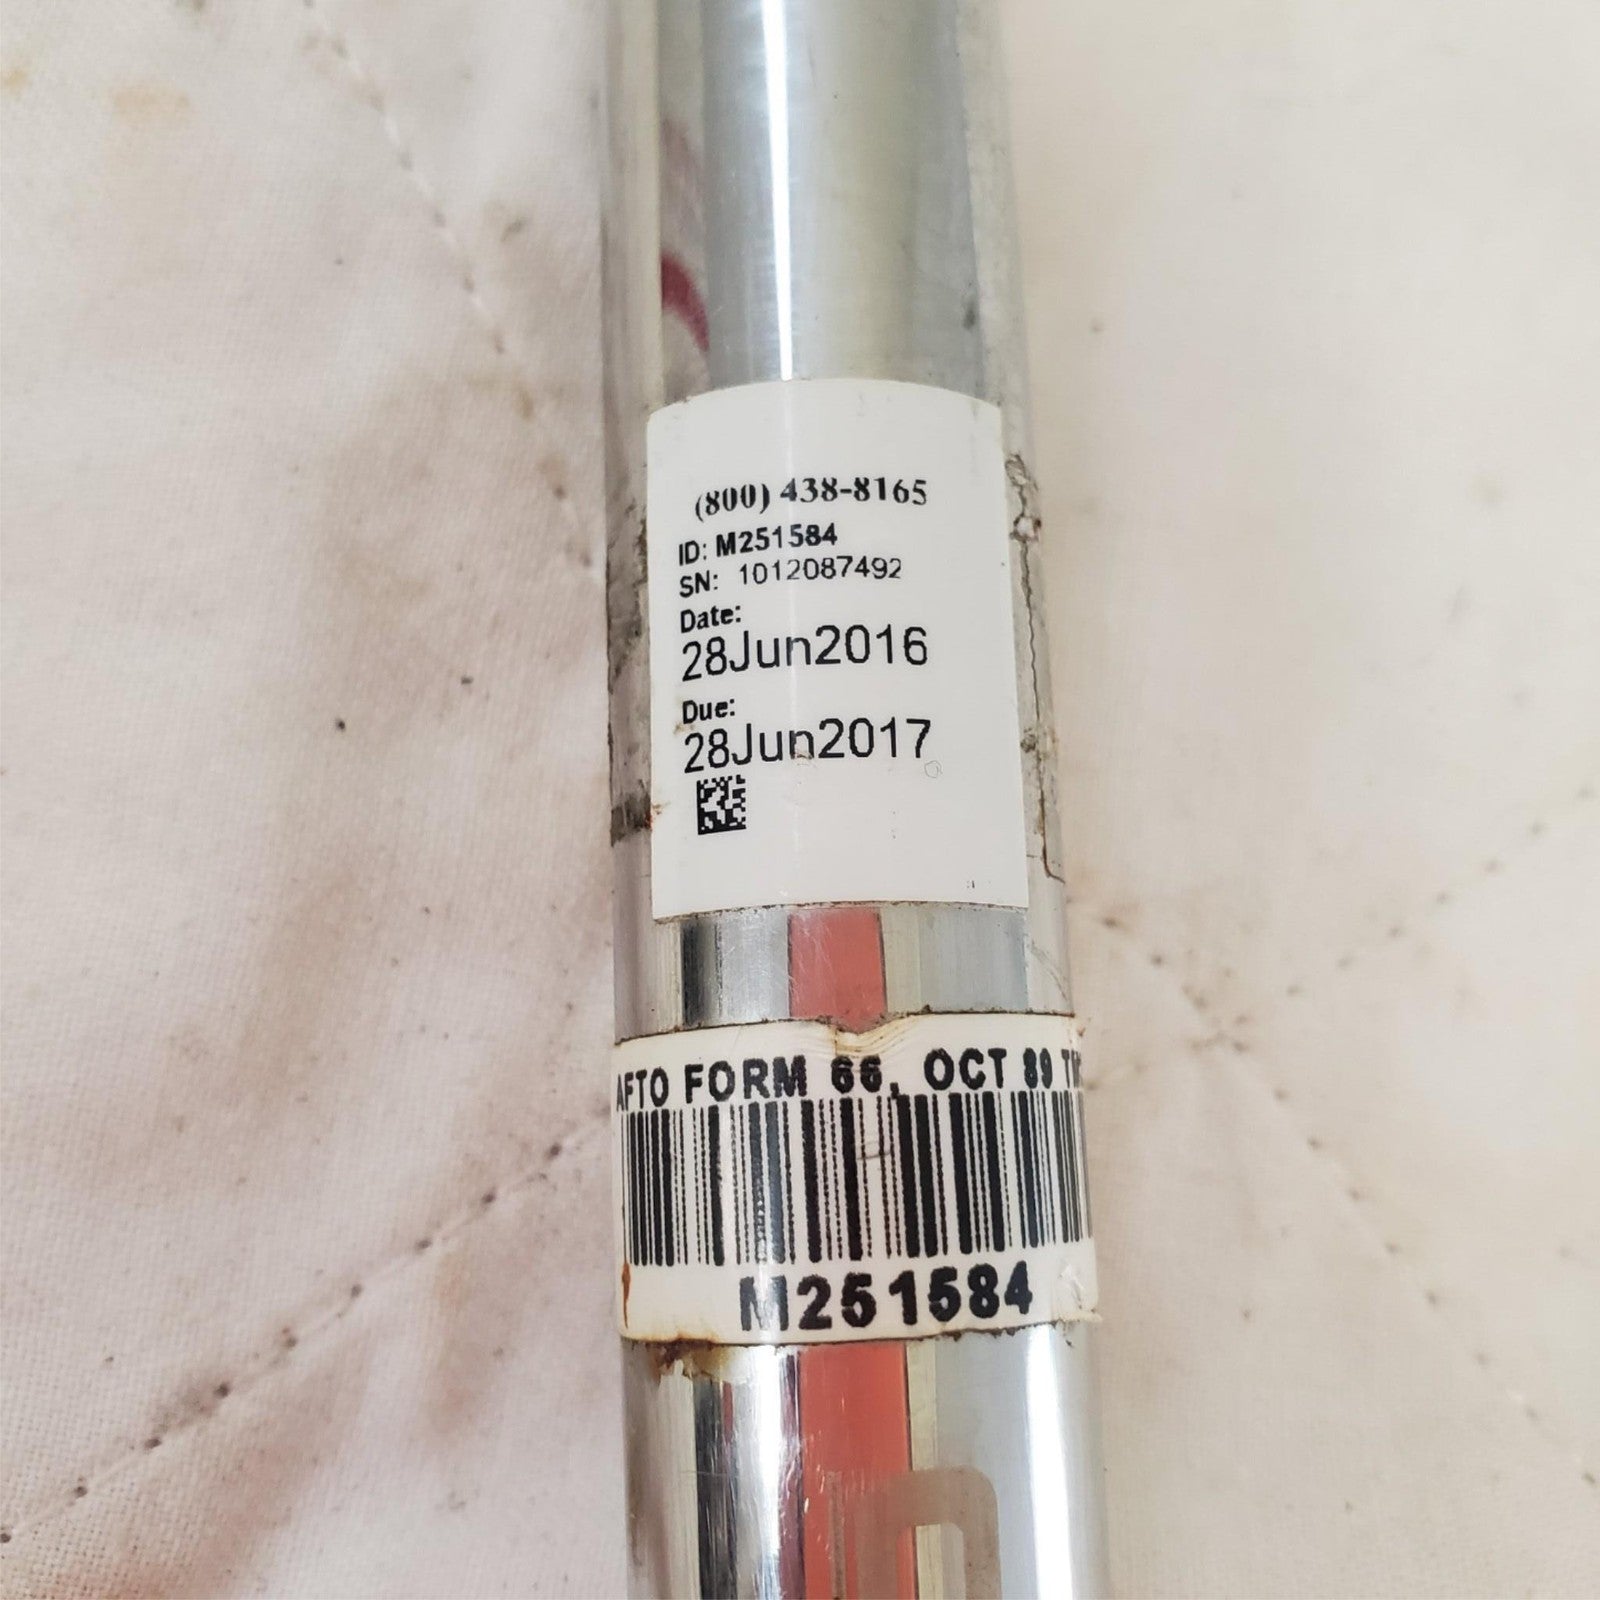 (800) 438-8165
ID: M251584
SN: 1012087492
Date:
28Jun2016
Due:
28Jun2017
AFTO FORM 66, OCT 89
M251584